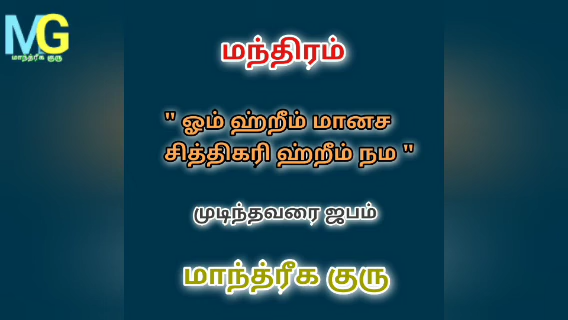 MG
மாந்த்ரீக குரு
மந்திரம்
" ஓம் ஹ்றீம் மானச
சித்திகரி ஹ்றீம் நம "
முடிந்தவரை ஜபம்
மாந்த்ரீக குரு